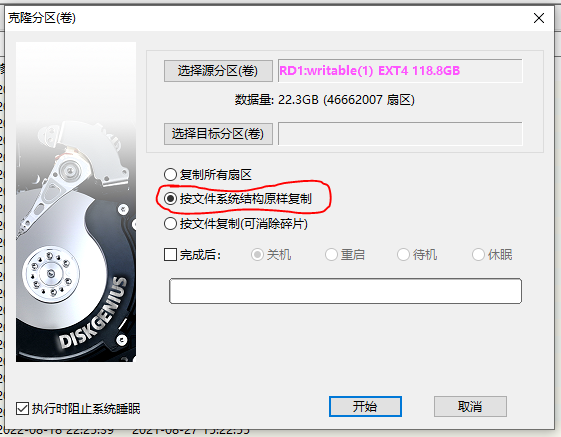 克隆分区(卷)
选择源分区(卷) RD1:writable(1) EXT4 118.8GB
数据量: 22.3GB (46662007 扇区)
选择目标分区(卷)
复制所有扇区
按文件系统结构原样复制
按文件复制(可消除碎片)
完成后: 关机 重启 待机 休眠
DISKGENIUS
执行时阻止系统睡眠 开始 取消